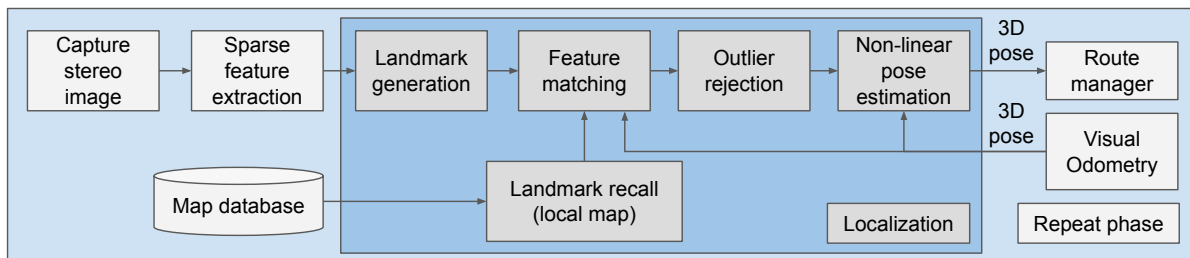 Capture
stereo
image
Sparse
feature
extraction
Landmark
generation
Feature
matching
Outlier
rejection
Non-linear
pose
estimation
3D
pose
Route
manager
3D
pose
Visual
Odometry
Map database
Landmark recall
(local map)
Localization
Repeat phase